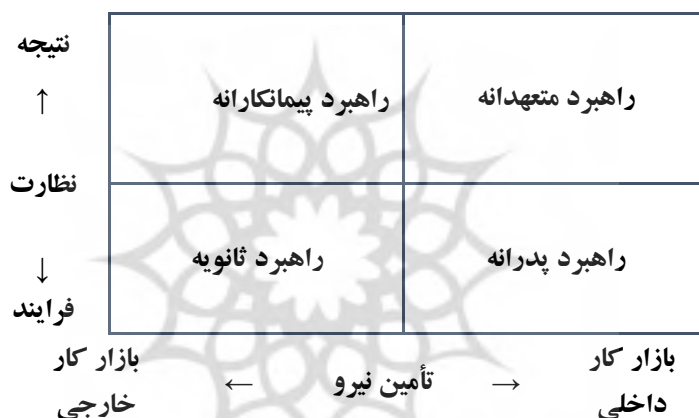 نتیجه
↑
نظارت
↓
فرایند
راهبرد متعهدانه
راهبرد پیمانکارانه
راهبرد پدرانه
راهبرد ثانویه
بازار کار
داخلی
→ تأمین نیرو ←
بازار کار
خارجی